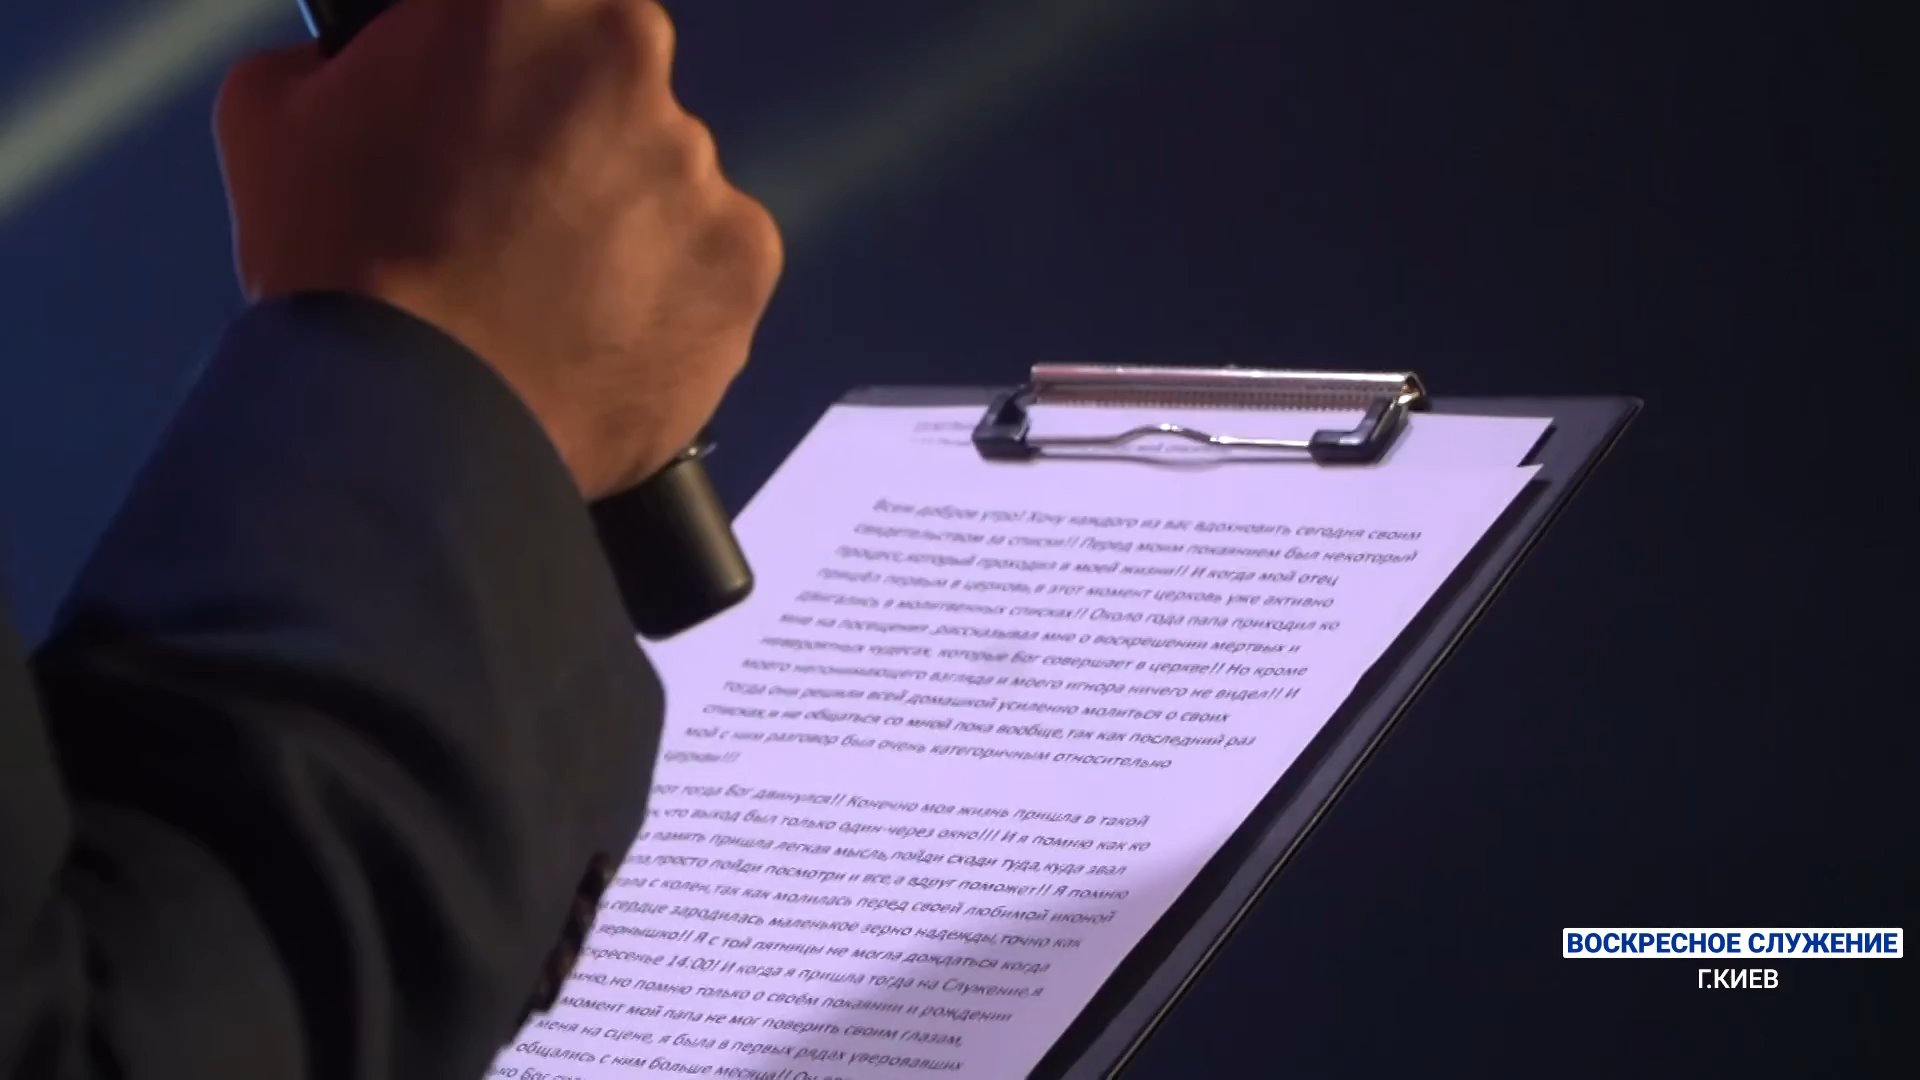 Всем доброе утро! Хочу каждого из вас вдохновить сегодня своим
свидетельством за списки!! Перед моим покаянием был некоторый
процесс,который проходил в моей жизни!! И когда мой отец
пришёл первым в церковь,в этот момент церковь уже активно
двигались в молитвенных списках!! Около года папа приходил ко
мне на посещения ,рассказывал мне о воскрешении мертвых и
невероятных чудесах, которые Бог совершает в церкви!! Но кроме
моего непонимающего взгляда и моего игнора ничего не видел!! И
тогда они решили всей домашкой усиленно молиться о своих
списках,и не общаться со мной пока вообще,так как последний раз
мой с ним разговор был очень категоричным относительно
церкви!!!
вот тогда Бог двинулся!! Конечно моя жизнь пришла в такой
что выход был только один-через окно!!! И я помню как ко
память пришла легкая мысль,пойди сходи туда,куда звал
просто пойди посмотри и все,а вдруг поможет!! Я помню
с колен,так как молилась перед своей любимой иконой
сердце зародилась маленькое зерно надежды,точно как
зернышко!! Я с той пятницы не могла дождаться когда
14:00! И когда я пришла тогда на Служение,я
но помню только о своём покаянии и рождении
момент мой папа не мог поверить своим глазам,
меня на сцене, я была в первых рядах уверовавших
общались с ним больше месяца!!
Бог
ВОСКРЕСНОЕ СЛУЖЕНИЕ
Г.КИЕВ